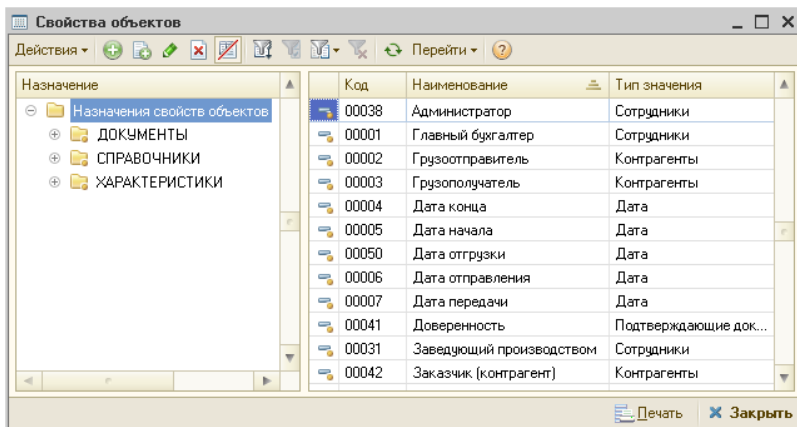 Свойства объектов
Действия Перейти
Назначение
Назначения свойств объектов
ДОКУМЕНТЫ
СПРАВОЧНИКИ
ХАРАКТЕРИСТИКИ
Код Наименование Тип значения
00038 Администратор Сотрудники
00001 Главный бухгалтер Сотрудники
00002 Грузоотправитель Контрагенты
00003 Грузополучатель Контрагенты
00004 Дата конца Дата
00005 Дата начала Дата
00050 Дата отгрузки Дата
00006 Дата отправления Дата
00007 Дата передачи Дата
00041 Доверенность Подтверждающие док...
00031 Заведующий производством Сотрудники
00042 Заказчик (контрагент) Контрагенты
Печать Закрыть